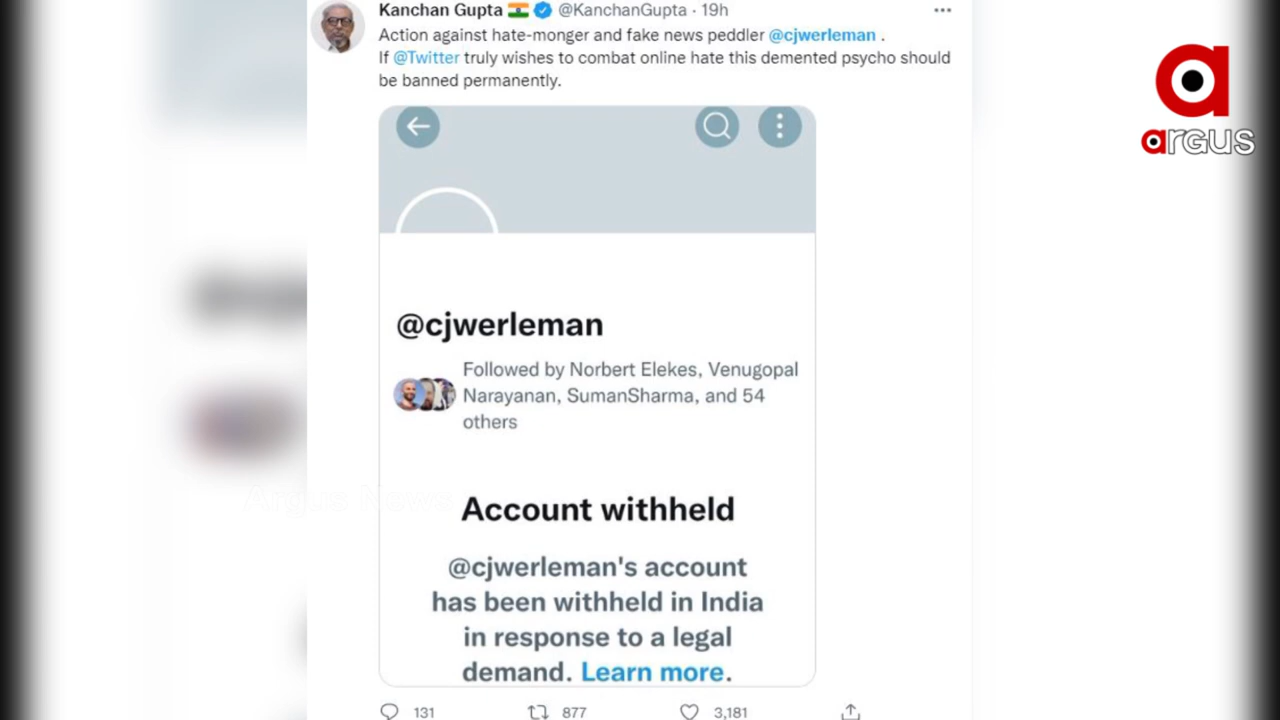 Kanchan Gupta @KanchanGupta · 19h
Action against hate-monger and fake news peddler @cjwerleman .
If @Twitter truly wishes to combat online hate this demented psycho should
be banned permanently.
argus
@cjwerleman
Followed by Norbert Elekes, Venugopal
Narayanan, SumanSharma, and 54
others
Argus News
Account withheld
@cjwerleman's account
has been withheld in India
in response to a legal
demand. Learn more.
131 877 3,181